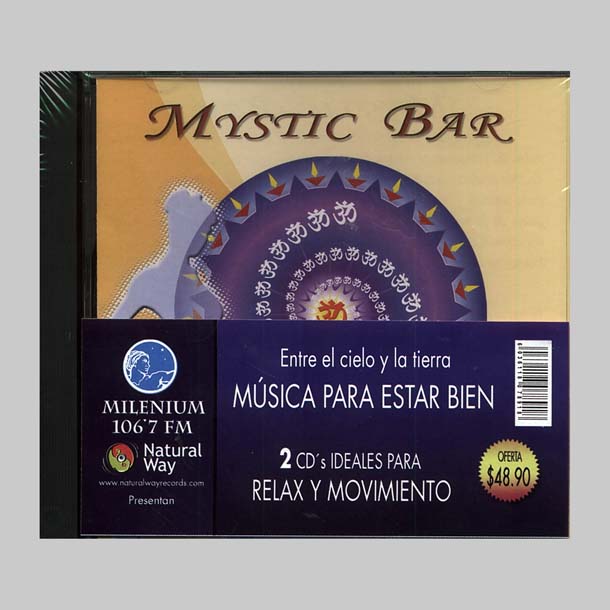 MYSTIC BAR
ॐ ॐ ॐ ॐ ॐ
Entre el cielo y la tierra
MÚSICA PARA ESTAR BIEN
2 CD´s IDEALES PARA
RELAX Y MOVIMIENTO
OFERTA
$48.90
MILENIUM
106'7 FM
Natural
Way
www.naturalwayrecords.com
Presentan